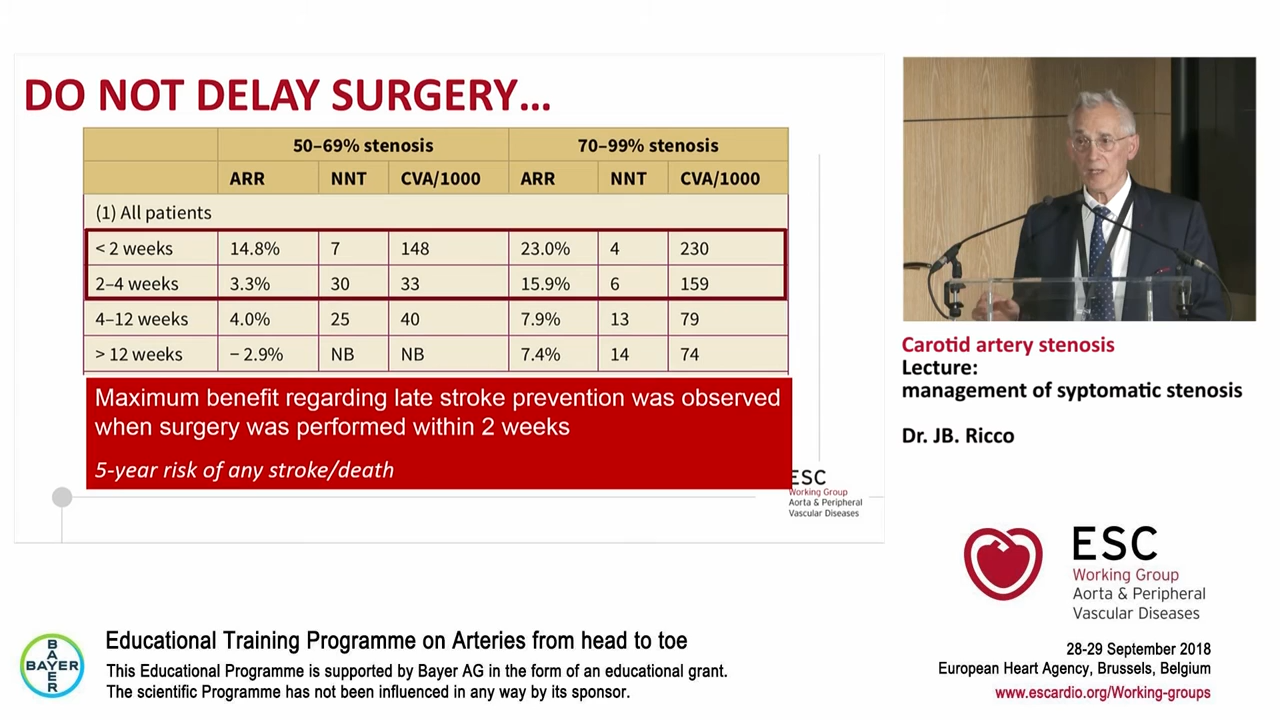 DO NOT DELAY SURGERY...
50–69% stenosis 70–99% stenosis
ARR NNT CVA/1000 ARR NNT CVA/1000
(1) All patients
< 2 weeks 14.8% 7 148 23.0% 4 230
2–4 weeks 3.3% 30 33 15.9% 6 159
4–12 weeks 4.0% 25 40 7.9% 13 79
> 12 weeks − 2.9% NB NB 7.4% 14 74
Maximum benefit regarding late stroke prevention was observed
when surgery was performed within 2 weeks
5-year risk of any stroke/death
ESC
Working Group
Aorta & Peripheral
Vascular Diseases
Carotid artery stenosis
Lecture:
management of syptomatic stenosis
Dr. JB. Ricco
ESC
Working Group
Aorta & Peripheral
Vascular Diseases
BAYER
BAYER
Educational Training Programme on Arteries from head to toe
This Educational Programme is supported by Bayer AG in the form of an educational grant.
The scientific Programme has not been influenced in any way by its sponsor.
28-29 September 2018
European Heart Agency, Brussels, Belgium
www.escardio.org/Working-groups